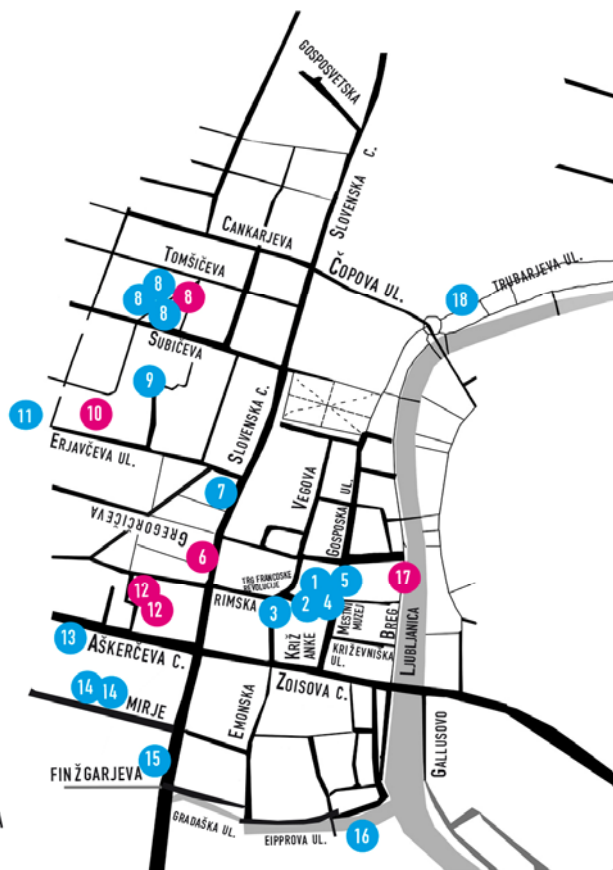 GOSPOSVETSKA
SLOVENSKA C.
CANKARJEVA
TOMŠIČEVA
ČOPOVA UL.
TRUBARJEVA UL.
18
8
8
8
8
SUBIČEVA
9
10
11
ERJAVČEVA UL.
SLOVENSKA C.
7
VEGOVA
GOSPOSKA UL.
GREGORČIČEVA
6
TRG FRANCOSKE
REVOLUCIJE
1
5
17
12
12
RIMSKA
3
2
4
MESTNI
MUZEJ
BREG
LJUBLJANICA
KRIŽ
ANKE
KRIŽEVNIŠKA
UL.
13
AŠKERČEVA C.
ZOISOVA C.
14
14
MIRJE
EMONSKA
GALLUSOVO
15
FINŽGARJEVA
GRADAŠKA UL.
EIPPROVA UL.
16